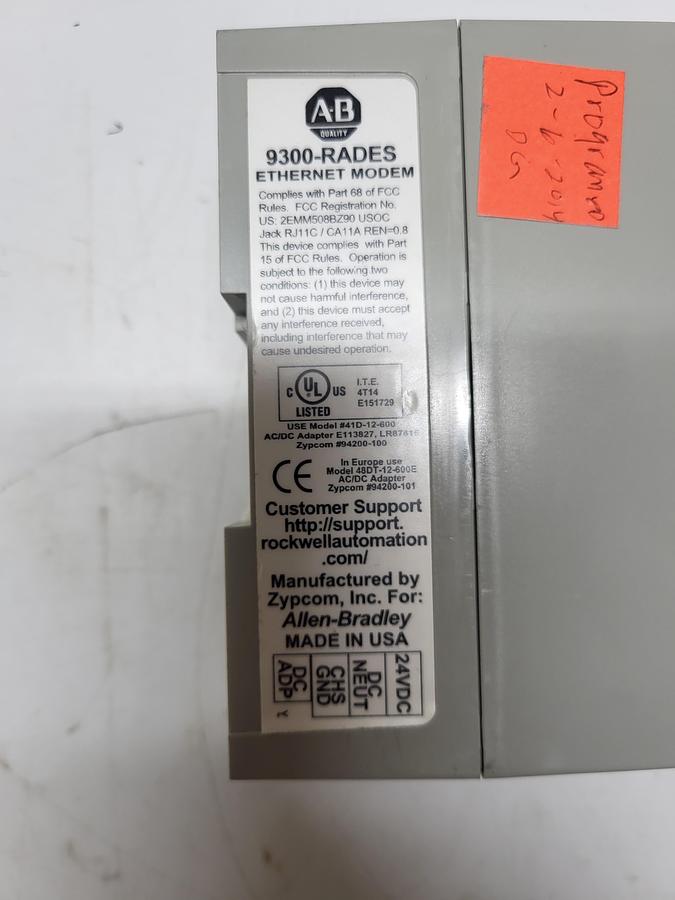 A-B
QUALITY
9300-RADES
ETHERNET MODEM
Complies with Part 68 of FCC
Rules. FCC Registration No.
US: 2EMM508BZ90 USOC
Jack RJ11C / CA11A REN=0.8
This device complies with Part
15 of FCC Rules. Operation is
subject to the following two
conditions: (1) this device may
not cause harmful interference,
and (2) this device must accept
any interference received,
including interference that may
cause undesired operation.
C UL US
LISTED
I.T.E.
4T14
E151729
USE Model #41D-12-600
AC/DC Adapter E113827, LR87816
Zypcom #94200-100
CE
In Europe use
Model 48DT-12-600E
AC/DC Adapter
Zypcom #94200-101
Customer Support
http://support.
rockwellautomation
.com/
Manufactured by
Zypcom, Inc. For:
Allen-Bradley
MADE IN USA
24VDC
DC NEUT
CHS GND
DC ADP
2-6-2014